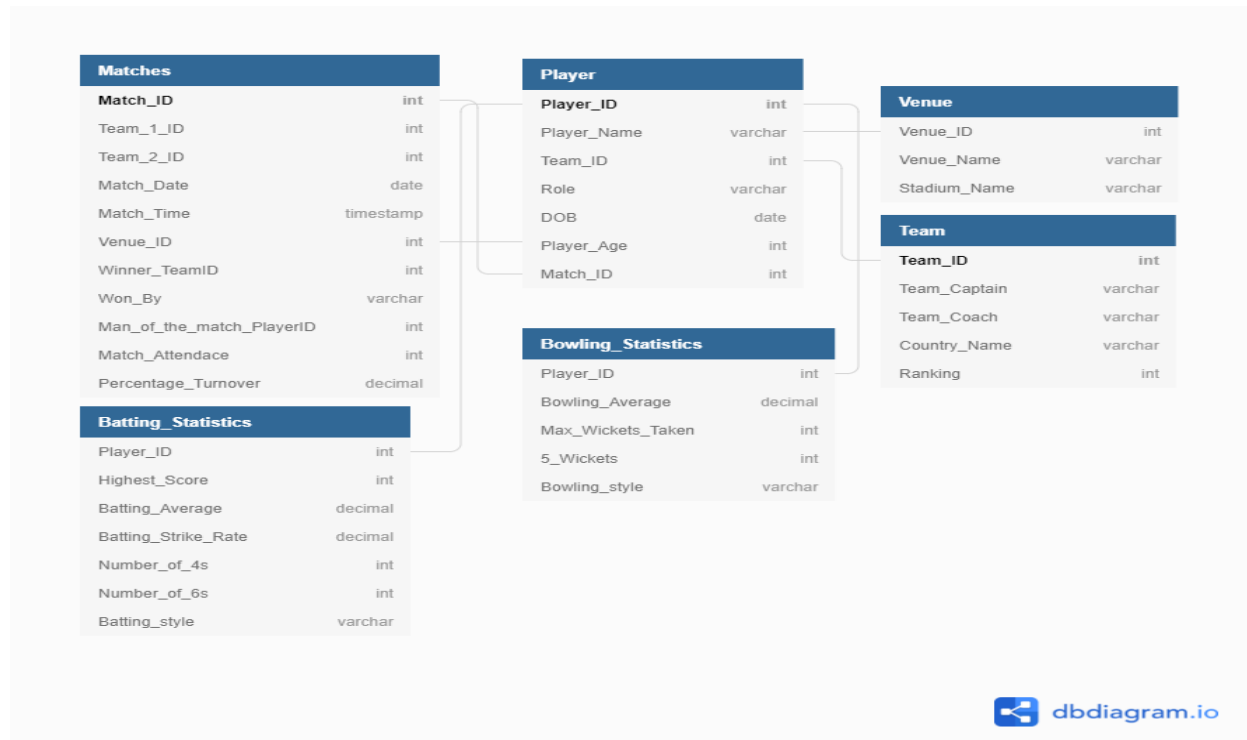 Matches
Match_ID int
Team_1_ID int
Team_2_ID int
Match_Date date
Match_Time timestamp
Venue_ID int
Winner_TeamID int
Won_By varchar
Man_of_the_match_PlayerID int
Match_Attendace int
Percentage_Turnover decimal
Batting_Statistics
Player_ID int
Highest_Score int
Batting_Average decimal
Batting_Strike_Rate decimal
Number_of_4s int
Number_of_6s int
Batting_style varchar
Player
Player_ID int
Player_Name varchar
Team_ID int
Role varchar
DOB date
Player_Age int
Match_ID int
Bowling_Statistics
Player_ID int
Bowling_Average decimal
Max_Wickets_Taken int
5_Wickets int
Bowling_style varchar
Venue
Venue_ID int
Venue_Name varchar
Stadium_Name varchar
Team
Team_ID int
Team_Captain varchar
Team_Coach varchar
Country_Name varchar
Ranking int
dbdiagram.io